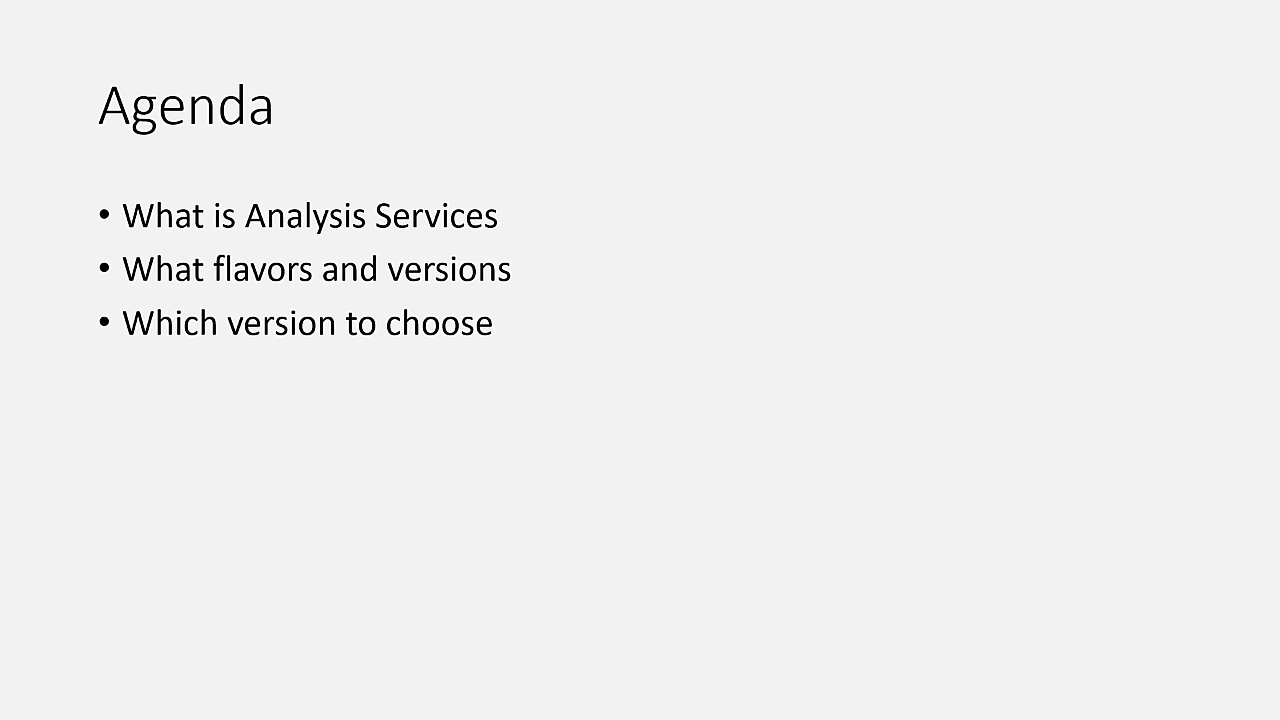 Agenda
• What is Analysis Services
• What flavors and versions
• Which version to choose